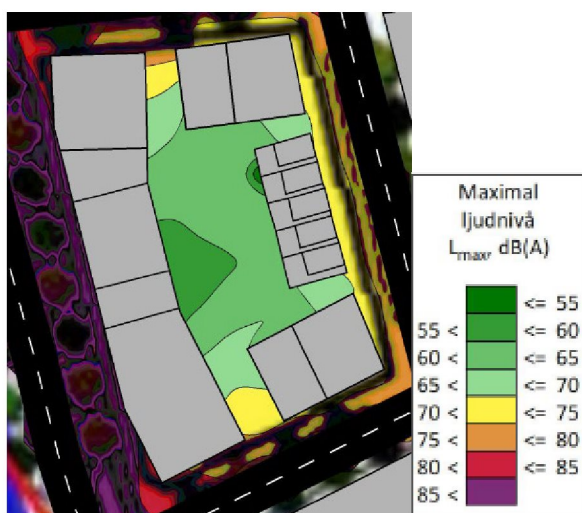 Maximal
ljudnivå
Lmax, dB(A)
<= 55
55 < <= 60
60 < <= 65
65 < <= 70
70 < <= 75
75 < <= 80
80 < <= 85
85 <